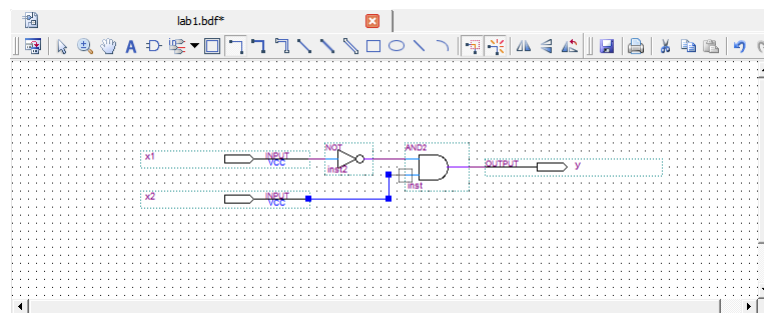 lab1.bdf*
A
x1
INPUT
VCC
NOT
inst2
AND2
inst
OUTPUT
y
x2
INPUT
VCC